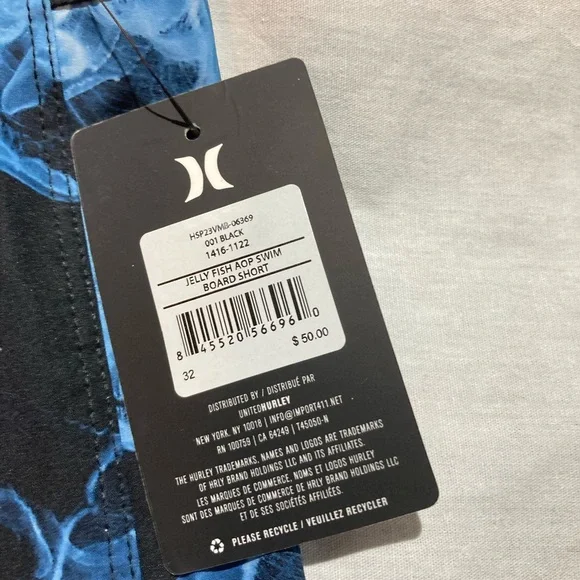 HSP23VMB-06369
001 BLACK
1416-1122
JELLY FISH AOP SWIM
BOARD SHORT
8 45520 56696 0
32
$ 50.00
DISTRIBUTED BY / DISTRIBUÉ PAR
UNITEDHURLEY
NEW YORK, NY 10018 | INFO@IMPORT411.NET
RN 100759 | CA 64249 | T45050-N
THE HURLEY TRADEMARKS, NAMES AND LOGOS ARE TRADEMARKS
OF HRLY BRAND HOLDINGS LLC AND ITS AFFILIATES.
LES MARQUES DE COMMERCE, NOMS ET LOGOS HURLEY
SONT DES MARQUES DE COMMERCE DE HRLY BRAND HOLDINGS LLC
ET DE SES SOCIÉTÉS AFFILIÉES.
PLEASE RECYCLE / VEUILLEZ RECYCLER